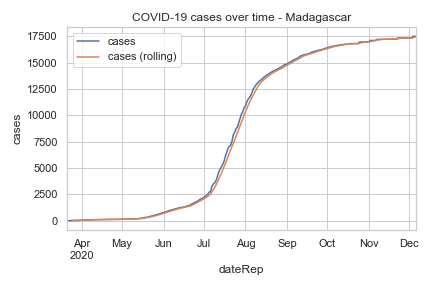 COVID-19 cases over time - Madagascar
cases
cases (rolling)
17500
15000
12500
10000
7500
5000
2500
0
cases
Apr May Jun Jul Aug Sep Oct Nov Dec
2020
dateRep